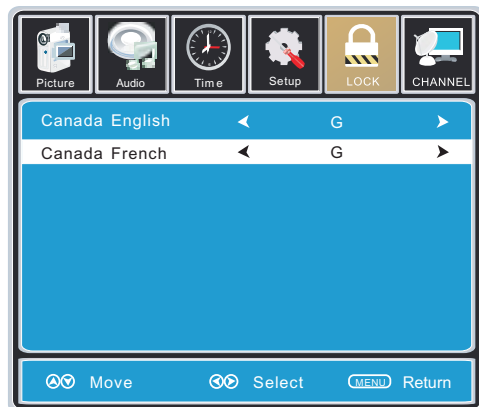 Picture Audio Time Setup LOCK CHANNEL
Canada English G
Canada French G
Move Select MENU Return